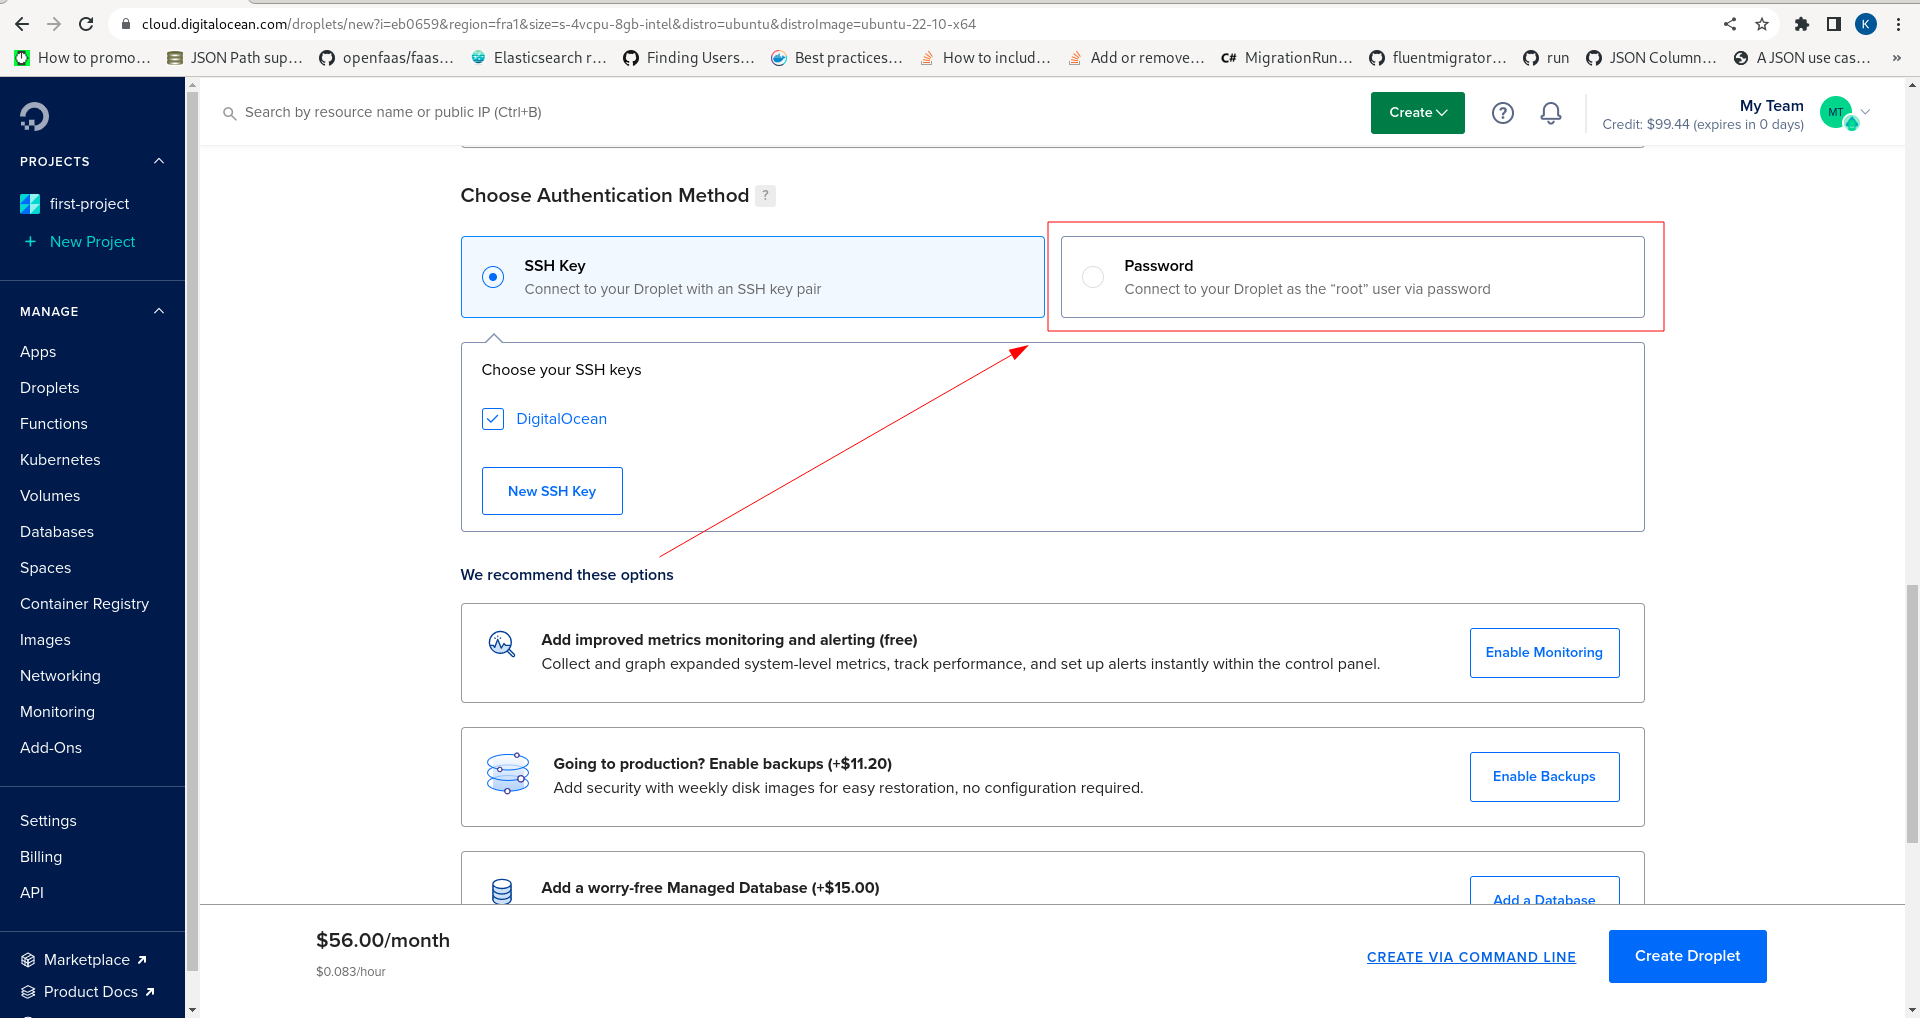 cloud.digitalocean.com/droplets/new?i=eb0659&region=fra1&size=s-4vcpu-8gb-intel&distro=ubuntu&distroImage=ubuntu-22-10-x64
K
How to promo…
JSON Path sup…
openfaas/faas…
Elasticsearch r…
Finding Users…
Best practices…
How to includ…
Add or remove…
C# MigrationRun…
fluentmigrator…
run
JSON Column…
A JSON use cas…
»
Search by resource name or public IP (Ctrl+B)
Create
?
My Team
Credit: $99.44 (expires in 0 days)
MT
PROJECTS
first-project
+ New Project
MANAGE
Apps
Droplets
Functions
Kubernetes
Volumes
Databases
Spaces
Container Registry
Images
Networking
Monitoring
Add-Ons
Settings
Billing
API
Marketplace
Product Docs
Choose Authentication Method ?
SSH Key
Connect to your Droplet with an SSH key pair
Password
Connect to your Droplet as the “root” user via password
Choose your SSH keys
DigitalOcean
New SSH Key
We recommend these options
Add improved metrics monitoring and alerting (free)
Collect and graph expanded system-level metrics, track performance, and set up alerts instantly within the control panel.
Enable Monitoring
Going to production? Enable backups (+$11.20)
Add security with weekly disk images for easy restoration, no configuration required.
Enable Backups
Add a worry-free Managed Database (+$15.00)
Add a Database
$56.00/month
$0.083/hour
CREATE VIA COMMAND LINE
Create Droplet